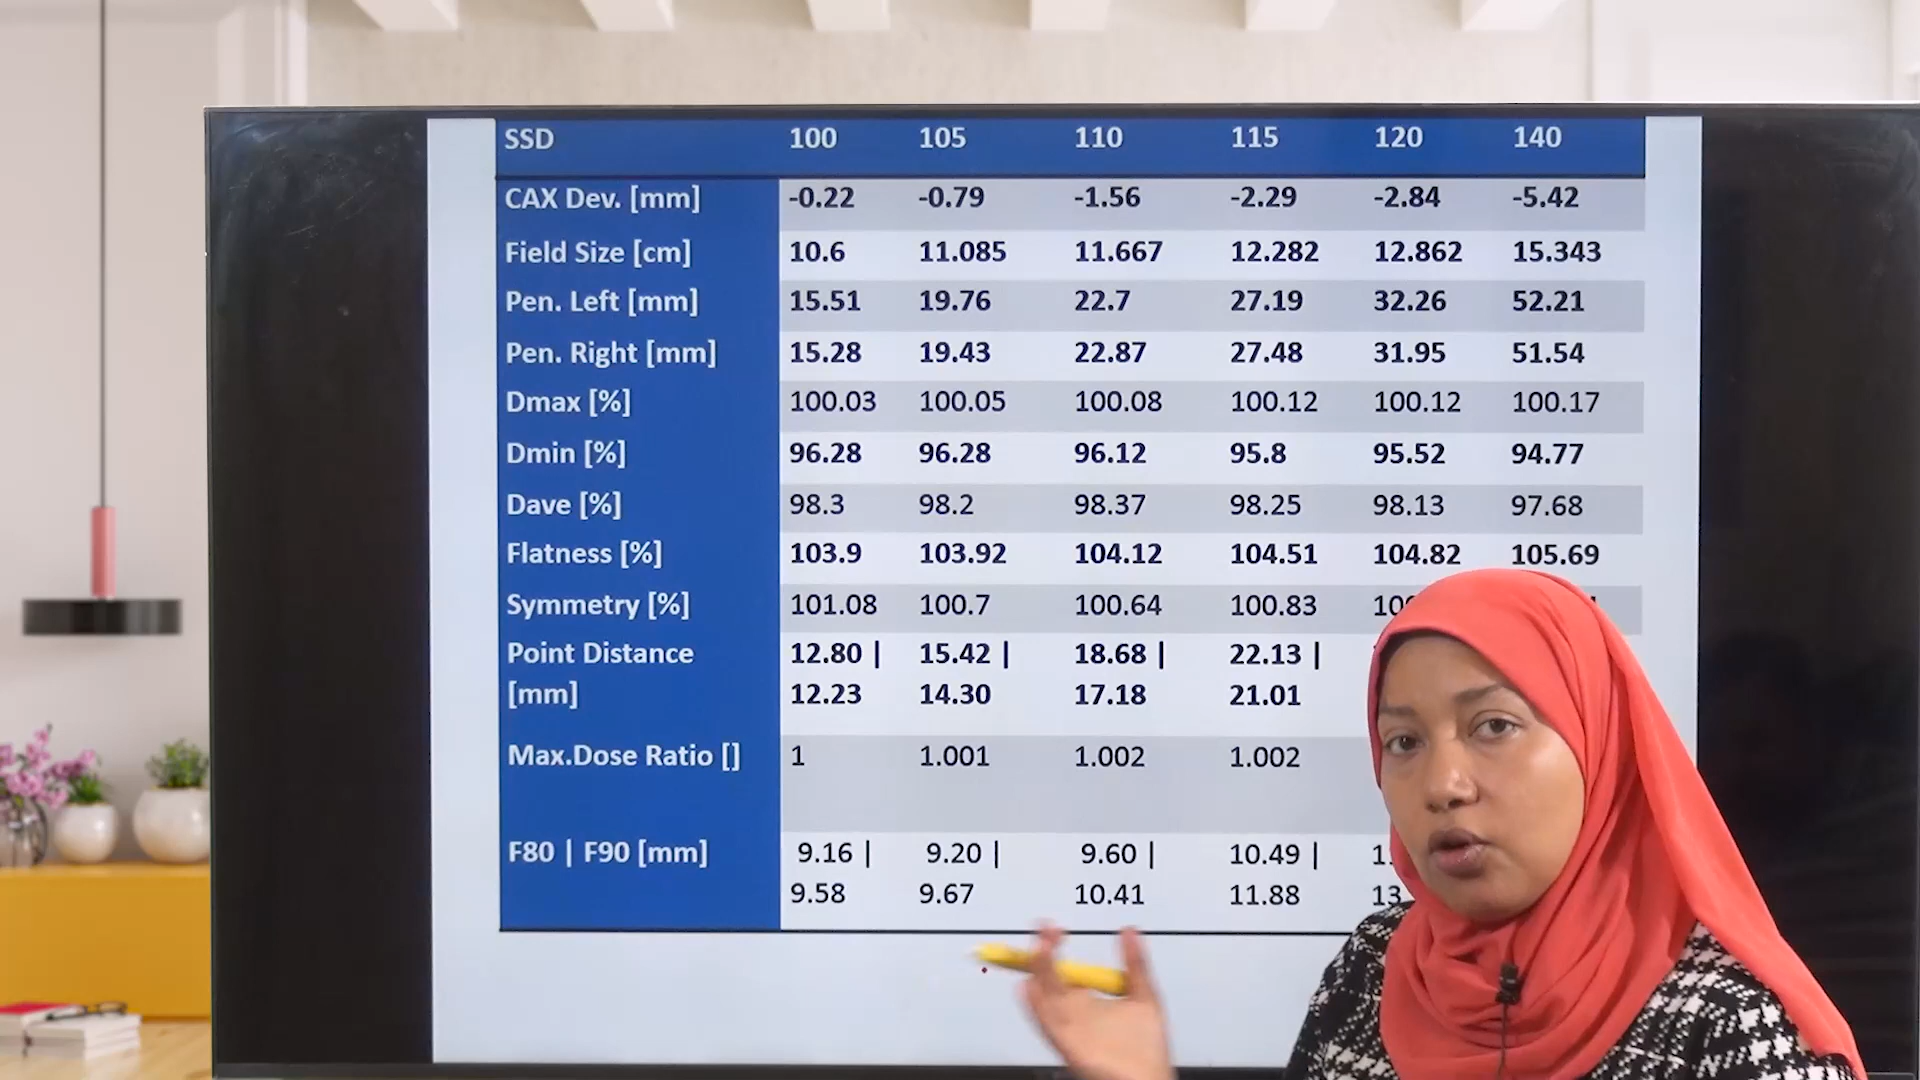 SSD 100 105 110 115 120 140
CAX Dev. [mm] -0.22 -0.79 -1.56 -2.29 -2.84 -5.42
Field Size [cm] 10.6 11.085 11.667 12.282 12.862 15.343
Pen. Left [mm] 15.51 19.76 22.7 27.19 32.26 52.21
Pen. Right [mm] 15.28 19.43 22.87 27.48 31.95 51.54
Dmax [%] 100.03 100.05 100.08 100.12 100.12 100.17
Dmin [%] 96.28 96.28 96.12 95.8 95.52 94.77
Dave [%] 98.3 98.2 98.37 98.25 98.13 97.68
Flatness [%] 103.9 103.92 104.12 104.51 104.82 105.69
Symmetry [%] 101.08 100.7 100.64 100.83
Point Distance 12.80 | 15.42 | 18.68 | 22.13 |
[mm] 12.23 14.30 17.18 21.01
Max.Dose Ratio [] 1 1.001 1.002 1.002
F80 | F90 [mm] 9.16 | 9.20 | 9.60 | 10.49 |
9.58 9.67 10.41 11.88